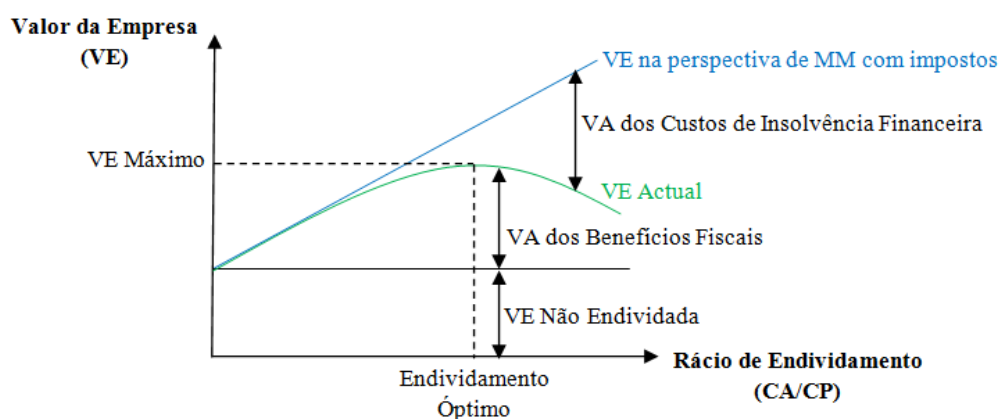 Valor da Empresa
(VE)
VE na perspectiva de MM com impostos
VA dos Custos de Insolvência Financeira
VE Máximo
VE Actual
VA dos Benefícios Fiscais
VE Não Endividada
Rácio de Endividamento
(CA/CP)
Endividamento
Óptimo